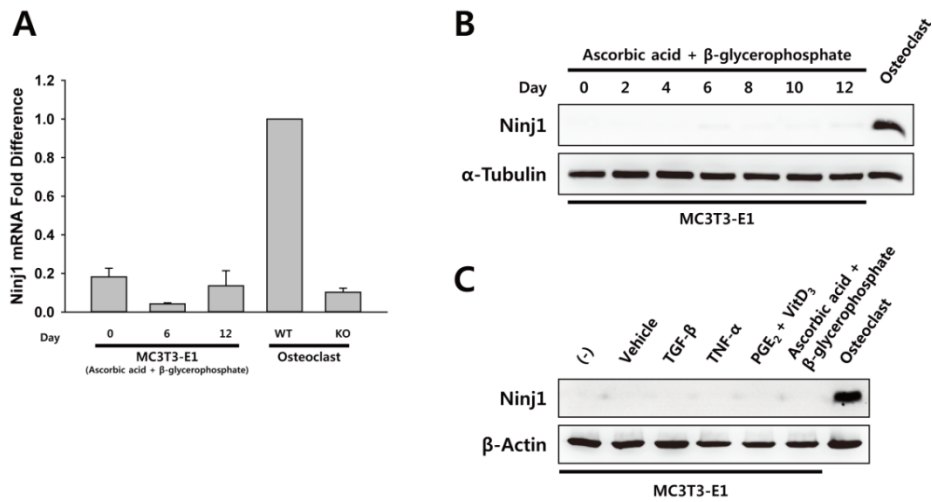 A
Ninj1 mRNA Fold Difference
1.2
1.0
0.8
0.6
0.4
0.2
0.0
Day 0 6 12 WT KO
MC3T3-E1 Osteoclast
(Ascorbic acid + β-glycerophosphate)
B
Ascorbic acid + β-glycerophosphate
Osteoclast
Day 0 2 4 6 8 10 12
Ninj1
α-Tubulin
MC3T3-E1
C
(-)
Vehicle
TGF-β
TNF-α
PGE₂ + VitD₃
Ascorbic acid +
β-glycerophosphate
Osteoclast
Ninj1
β-Actin
MC3T3-E1